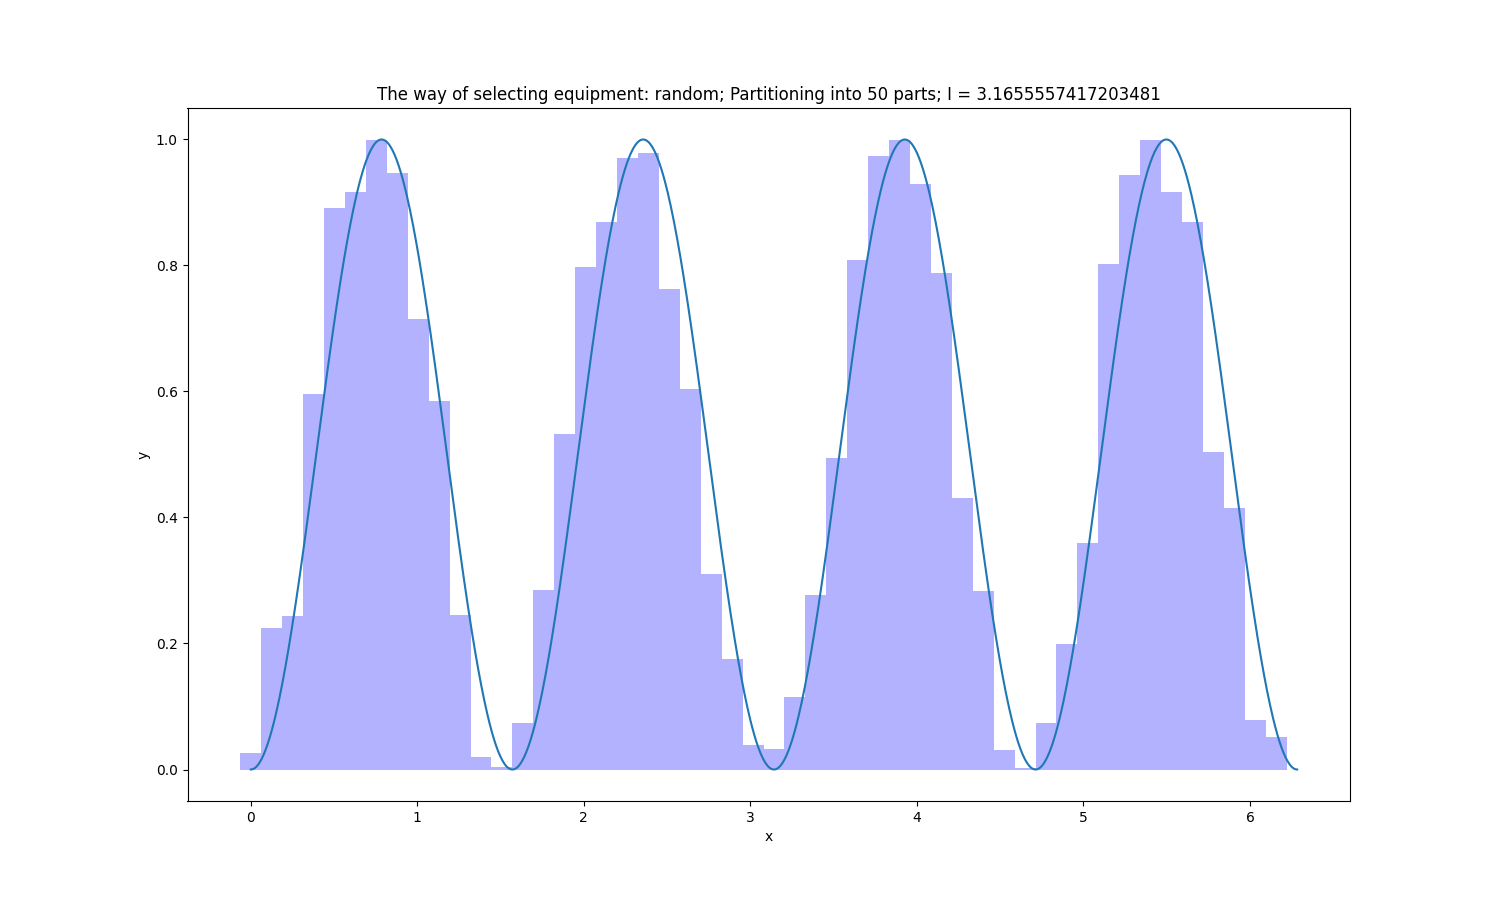 The way of selecting equipment: random; Partitioning into 50 parts; I = 3.1655557417203481
1.0
0.8
0.6
y
0.4
0.2
0.0
0 1 2 3 4 5 6
x